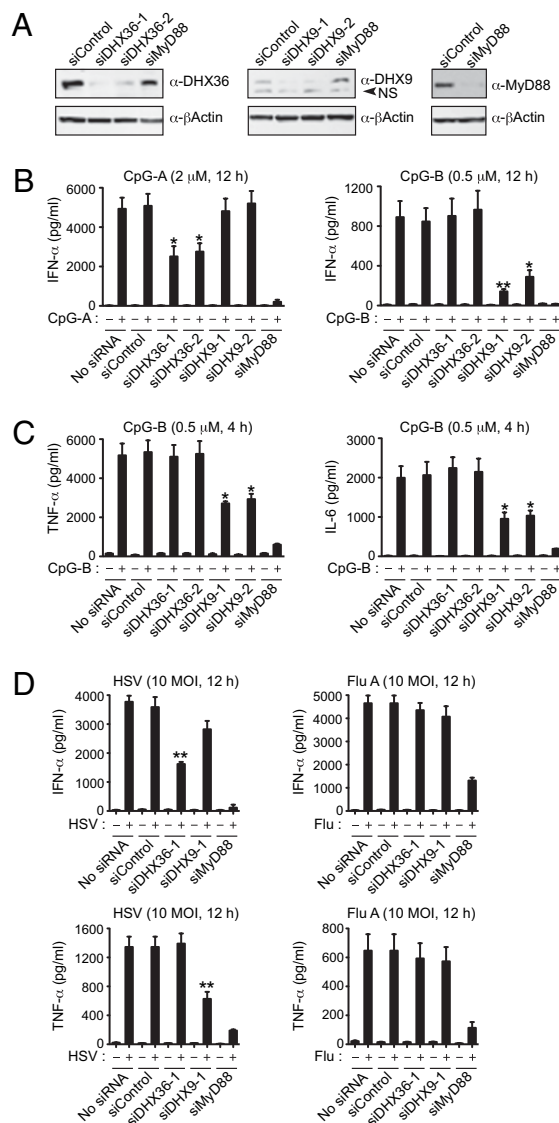 A
siControl siDHX36-1 siDHX36-2 siMyD88
α-DHX36
α-βActin
siControl siDHX9-1 siDHX9-2 siMyD88
α-DHX9
NS
α-βActin
siControl siMyD88
α-MyD88
α-βActin
B
CpG-A (2 μM, 12 h)
IFN-α (pg/ml)
6000
4000
2000
0
CpG-A : – + – + – + – + – + – + – +
No siRNA siControl siDHX36-1 siDHX36-2 siDHX9-1 siDHX9-2 siMyD88
* *
CpG-B (0.5 μM, 12 h)
IFN-α (pg/ml)
1200
900
600
300
0
CpG-B : – + – + – + – + – + – + – +
No siRNA siControl siDHX36-1 siDHX36-2 siDHX9-1 siDHX9-2 siMyD88
** *
C
CpG-B (0.5 μM, 4 h)
TNF-α (pg/ml)
6000
4000
2000
0
CpG-B : – + – + – + – + – + – + – +
No siRNA siControl siDHX36-1 siDHX36-2 siDHX9-1 siDHX9-2 siMyD88
* *
CpG-B (0.5 μM, 4 h)
IL-6 (pg/ml)
3000
2000
1000
0
CpG-B : – + – + – + – + – + – + – +
No siRNA siControl siDHX36-1 siDHX36-2 siDHX9-1 siDHX9-2 siMyD88
* *
D
HSV (10 MOI, 12 h)
IFN-α (pg/ml)
4000
3000
2000
1000
0
HSV : – + – + – + – + – +
No siRNA siControl siDHX36-1 siDHX9-1 siMyD88
**
Flu A (10 MOI, 12 h)
IFN-α (pg/ml)
5000
4000
3000
2000
1000
0
Flu : – + – + – + – + – +
No siRNA siControl siDHX36-1 siDHX9-1 siMyD88
HSV (10 MOI, 12 h)
TNF-α (pg/ml)
1600
1200
800
400
0
HSV : – + – + – + – + – +
No siRNA siControl siDHX36-1 siDHX9-1 siMyD88
**
Flu A (10 MOI, 12 h)
TNF-α (pg/ml)
800
600
400
200
0
Flu : – + – + – + – + – +
No siRNA siControl siDHX36-1 siDHX9-1 siMyD88